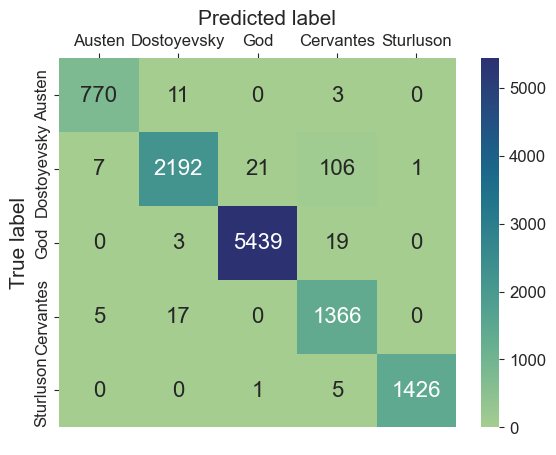 Predicted label
Austen Dostoyevsky God Cervantes Sturluson
True label
Austen 770 11 0 3 0
Dostoyevsky 7 2192 21 106 1
God 0 3 5439 19 0
Cervantes 5 17 0 1366 0
Sturluson 0 0 1 5 1426
5000
4000
3000
2000
1000
0